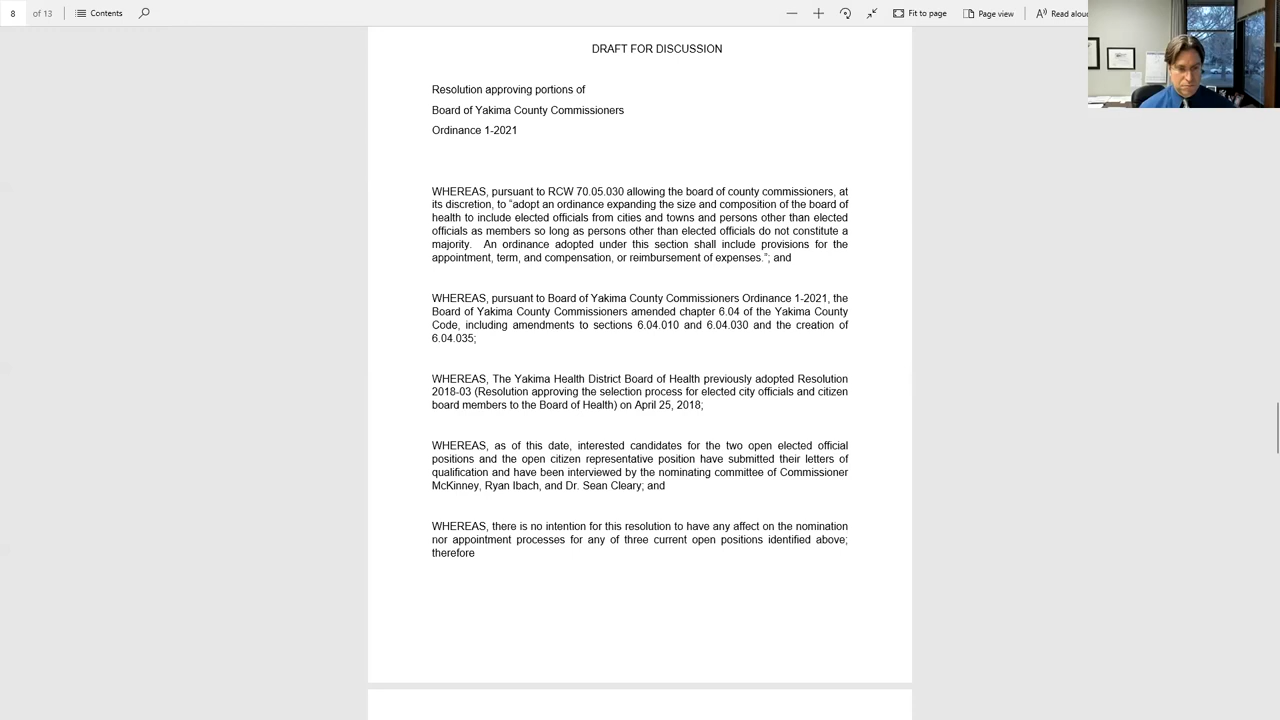 8 of 13 Contents Fit to page Page view Read aloud
DRAFT FOR DISCUSSION
Resolution approving portions of
Board of Yakima County Commissioners
Ordinance 1-2021
WHEREAS, pursuant to RCW 70.05.030 allowing the board of county commissioners, at
its discretion, to “adopt an ordinance expanding the size and composition of the board of
health to include elected officials from cities and towns and persons other than elected
officials as members so long as persons other than elected officials do not constitute a
majority. An ordinance adopted under this section shall include provisions for the
appointment, term, and compensation, or reimbursement of expenses.”; and
WHEREAS, pursuant to Board of Yakima County Commissioners Ordinance 1-2021, the
Board of Yakima County Commissioners amended chapter 6.04 of the Yakima County
Code, including amendments to sections 6.04.010 and 6.04.030 and the creation of
6.04.035;
WHEREAS, The Yakima Health District Board of Health previously adopted Resolution
2018-03 (Resolution approving the selection process for elected city officials and citizen
board members to the Board of Health) on April 25, 2018;
WHEREAS, as of this date, interested candidates for the two open elected official
positions and the open citizen representative position have submitted their letters of
qualification and have been interviewed by the nominating committee of Commissioner
McKinney, Ryan Ibach, and Dr. Sean Cleary; and
WHEREAS, there is no intention for this resolution to have any affect on the nomination
nor appointment processes for any of three current open positions identified above;
therefore